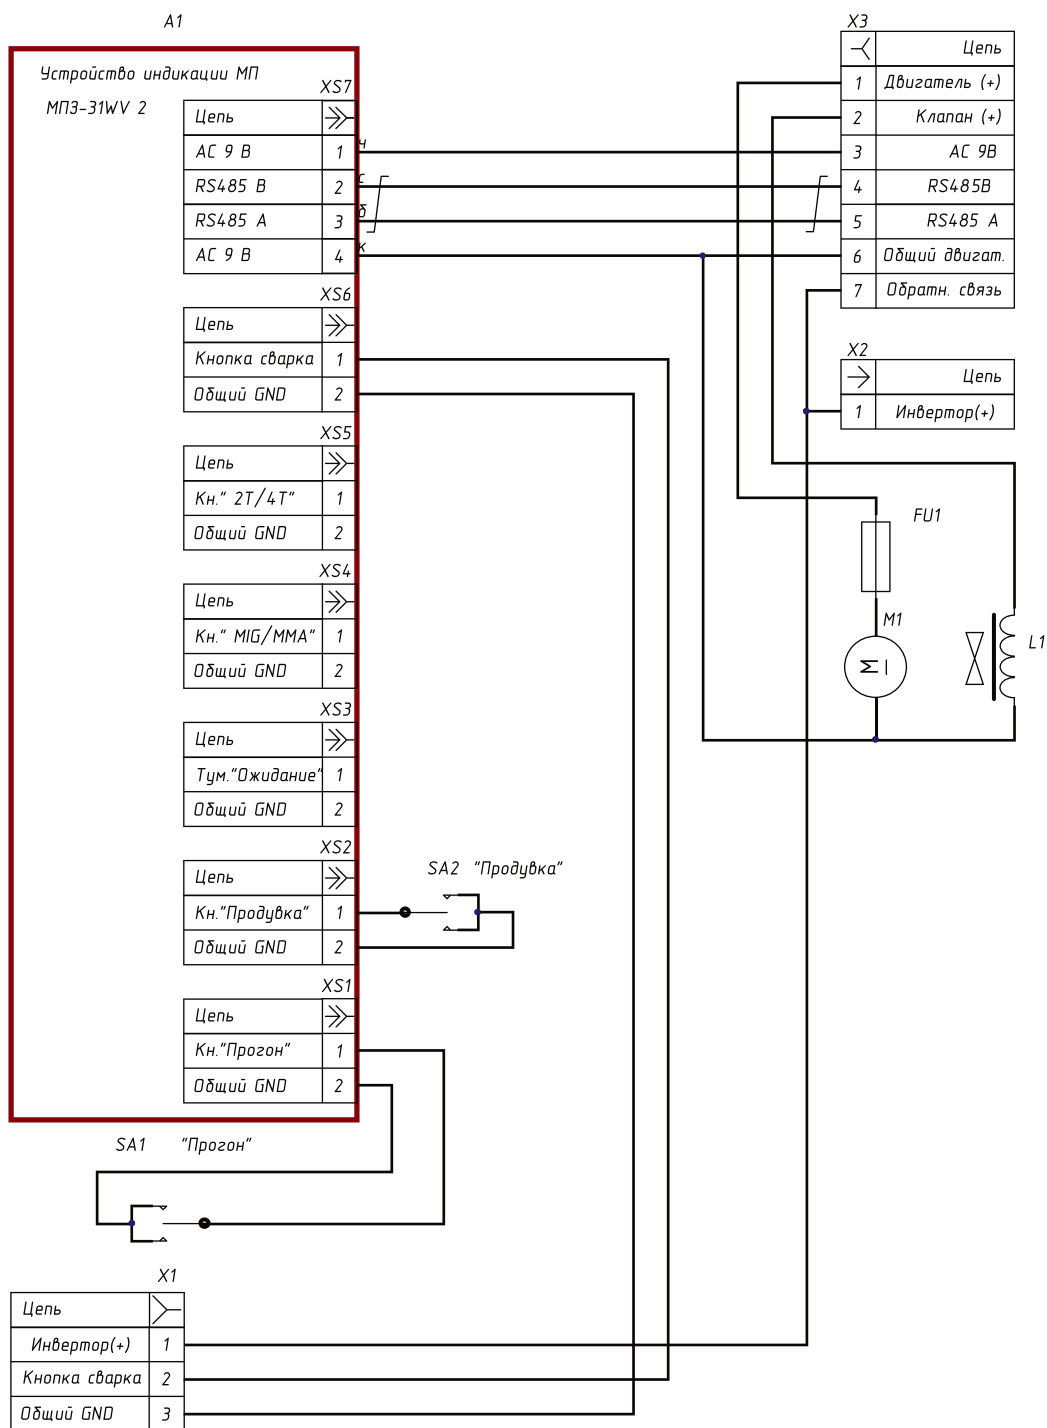 A1
Устройство индикации МП
МПЗ-31WV 2
XS7
Цепь
AC 9 В 1 ч
RS485 B 2 с
RS485 A 3 б
AC 9 В 4 к
XS6
Цепь
Кнопка сварка 1
Общий GND 2
XS5
Цепь
Кн." 2Т/4Т" 1
Общий GND 2
XS4
Цепь
Кн." MIG/MMA" 1
Общий GND 2
XS3
Цепь
Тум."Ожидание" 1
Общий GND 2
XS2
Цепь
Кн."Продувка" 1
Общий GND 2
SA2 "Продувка"
XS1
Цепь
Кн."Прогон" 1
Общий GND 2
SA1 "Прогон"
X1
Цепь
Инвертор(+) 1
Кнопка сварка 2
Общий GND 3
X3
Цепь
1 Двигатель (+)
2 Клапан (+)
3 AC 9В
4 RS485B
5 RS485 A
6 Общий двигат.
7 Обратн. связь
X2
Цепь
1 Инвертор(+)
FU1
M1
М
L1